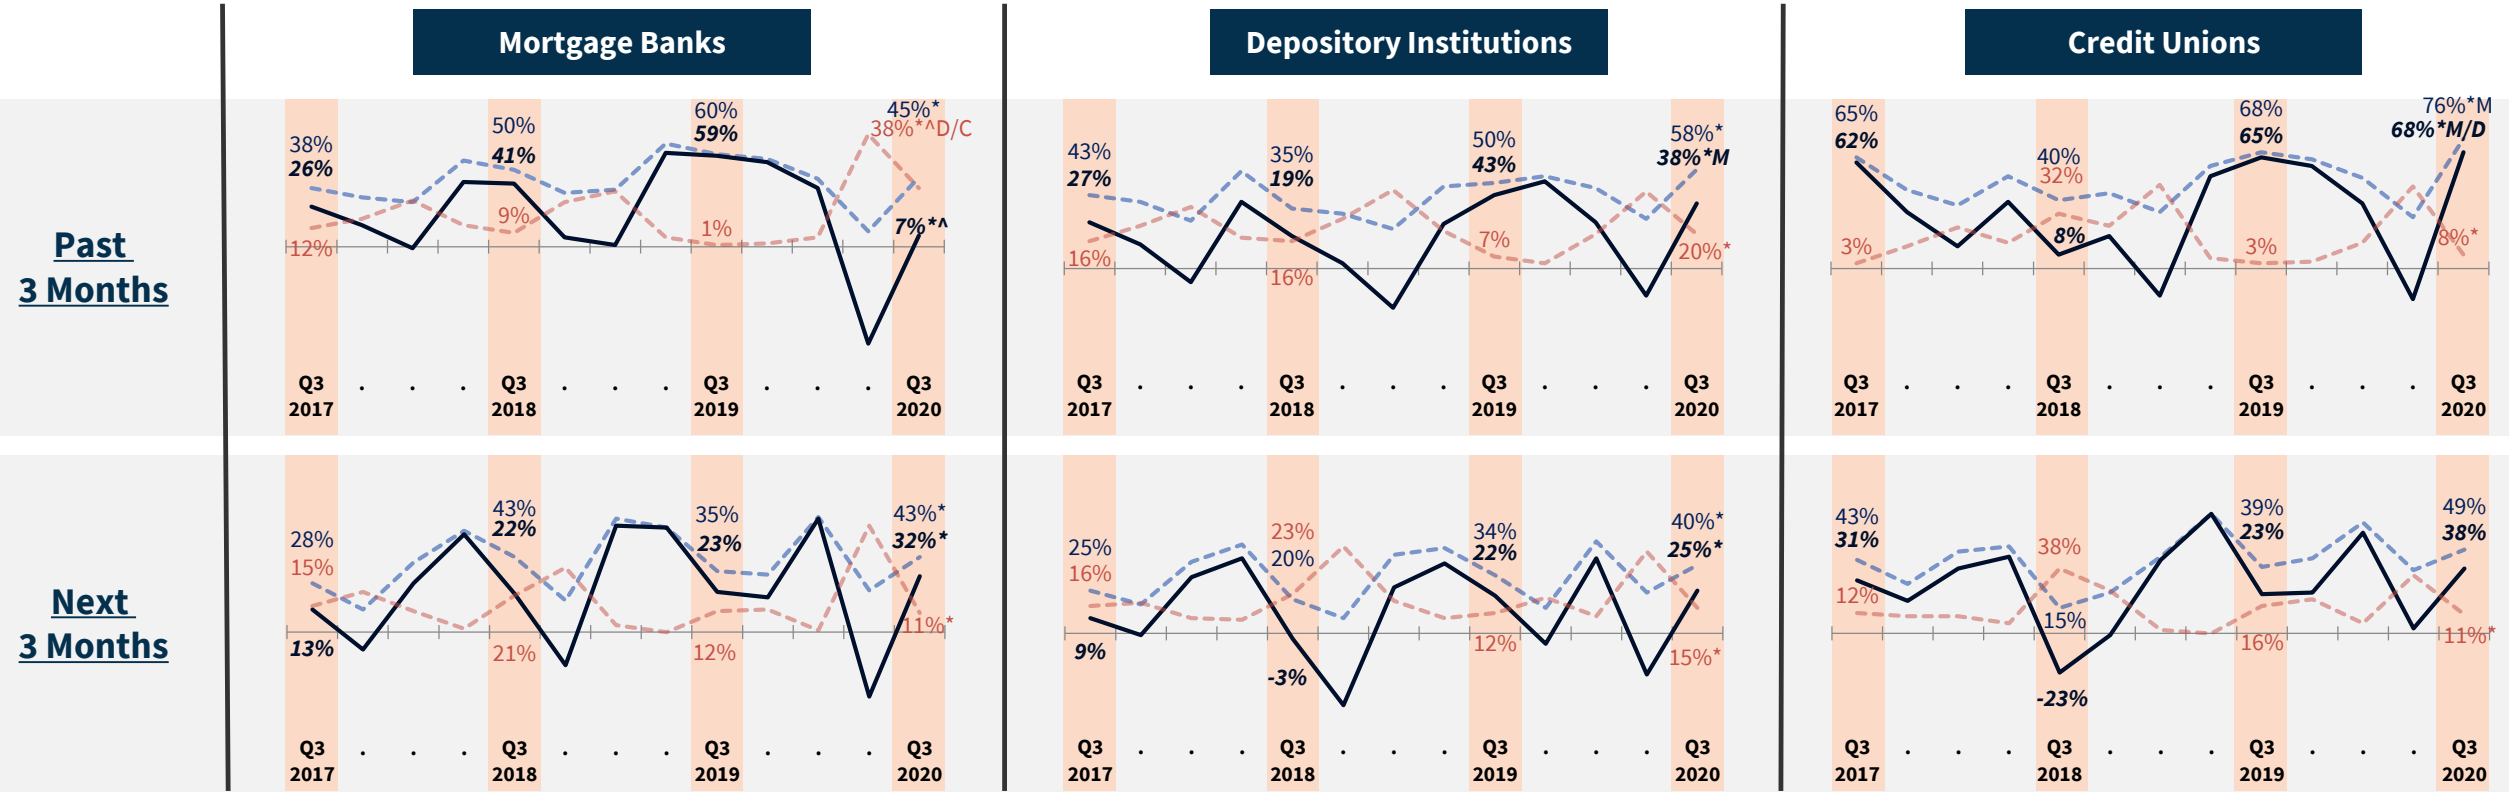 Mortgage Banks
Depository Institutions
Credit Unions
Past
3 Months
38%
26%
12%
50%
41%
9%
60%
59%
1%
45%*
38%*^D/C
7%*^
Q3 . . . Q3 . . . Q3 . . . Q3
2017 2018 2019 2020
43%
27%
16%
35%
19%
16%
50%
43%
7%
58%*
38%*M
20%*
Q3 . . . Q3 . . . Q3 . . . Q3
2017 2018 2019 2020
65%
62%
3%
40%
32%
8%
68%
65%
3%
76%*M
68%*M/D
8%*
Q3 . . . Q3 . . . Q3 . . . Q3
2017 2018 2019 2020
Next
3 Months
28%
15%
13%
43%
22%
21%
35%
23%
12%
43%*
32%*
11%*
Q3 . . . Q3 . . . Q3 . . . Q3
2017 2018 2019 2020
25%
16%
9%
23%
20%
-3%
34%
22%
12%
40%*
25%*
15%*
Q3 . . . Q3 . . . Q3 . . . Q3
2017 2018 2019 2020
43%
31%
12%
38%
15%
-23%
39%
23%
16%
49%
38%
11%*
Q3 . . . Q3 . . . Q3 . . . Q3
2017 2018 2019 2020